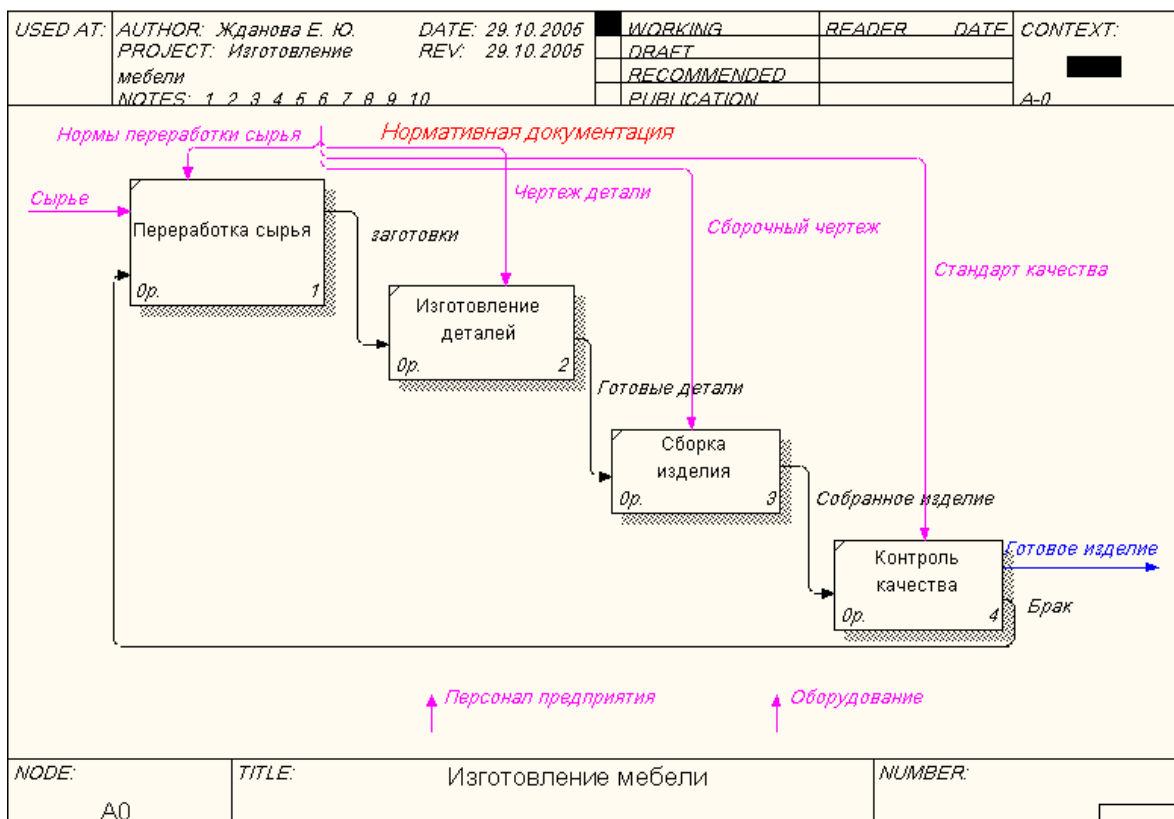 USED AT:
AUTHOR: Жданова Е. Ю.
DATE: 29.10.2005
PROJECT: Изготовление
REV: 29.10.2005
мебели
NOTES: 1 2 3 4 5 6 7 8 9 10
WORKING
DRAFT
RECOMMENDED
PUBLICATION
READER
DATE
CONTEXT:
A-0
Нормы переработки сырья
Нормативная документация
Сырье
Чертеж детали
Переработка сырья
0р.
1
заготовки
Сборочный чертеж
Стандарт качества
Изготовление
деталей
0р.
2
Готовые детали
Сборка
изделия
0р.
3
Собранное изделие
Контроль
качества
0р.
4
Готовое изделие
Брак
Персонал предприятия
Оборудование
NODE:
A0
TITLE:
Изготовление мебели
NUMBER: